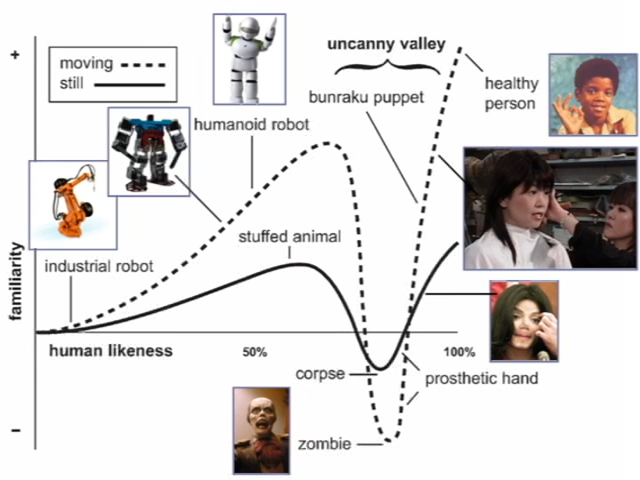 +
uncanny valley
moving
still
healthy
person
bunraku puppet
humanoid robot
stuffed animal
industrial robot
familiarity
human likeness
50%
100%
corpse
prosthetic hand
−
zombie